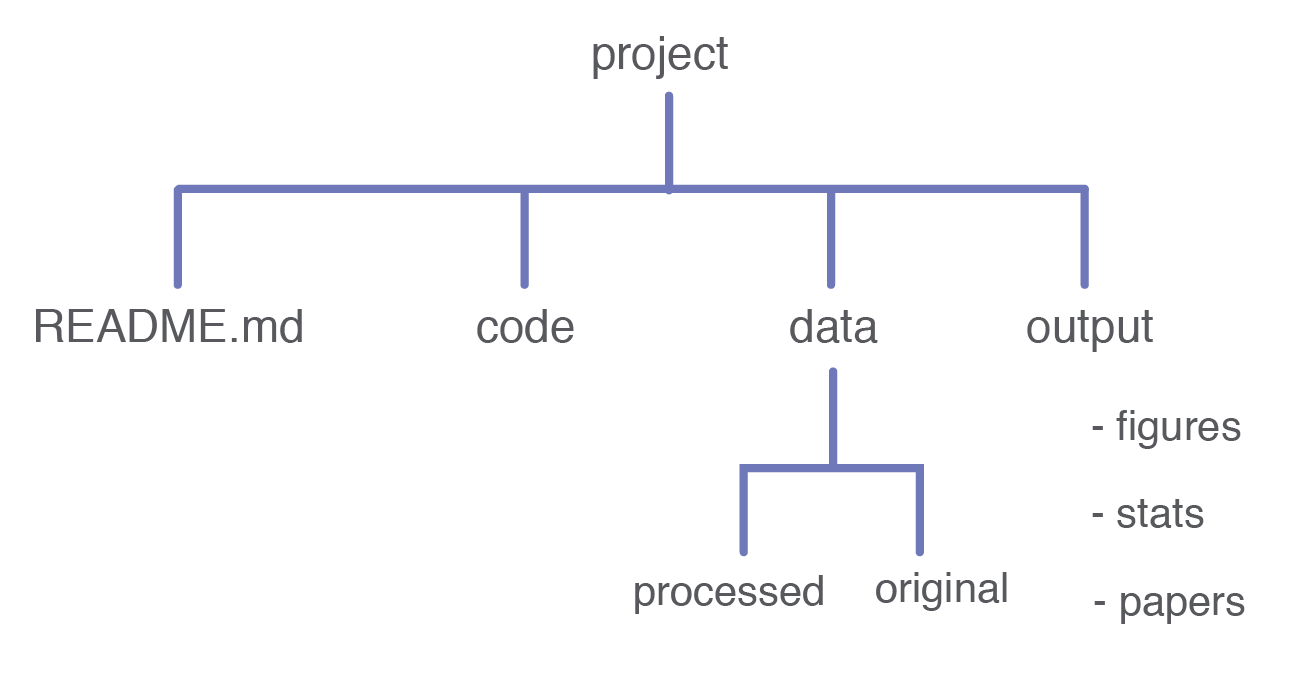 project
README.md
code
data
output
- figures
- stats
- papers
processed
original